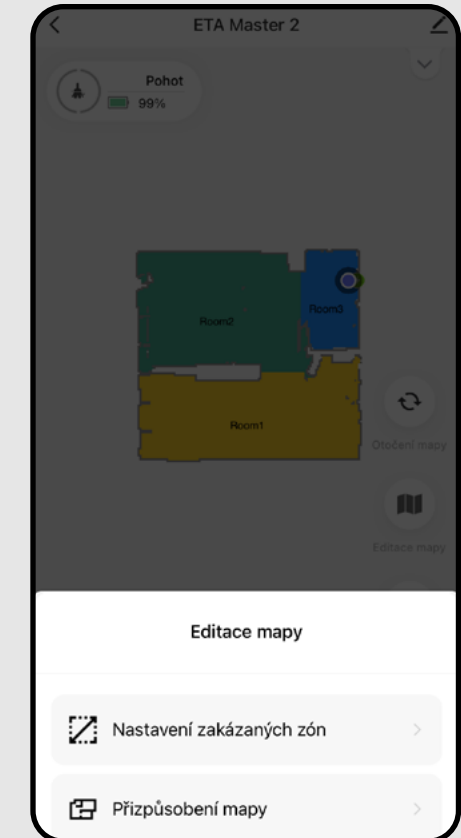 ETA Master 2
Pohot
99%
Room2
Room3
Room1
Otočení mapy
Editace mapy
Editace mapy
Nastavení zakázaných zón
Přizpůsobení mapy